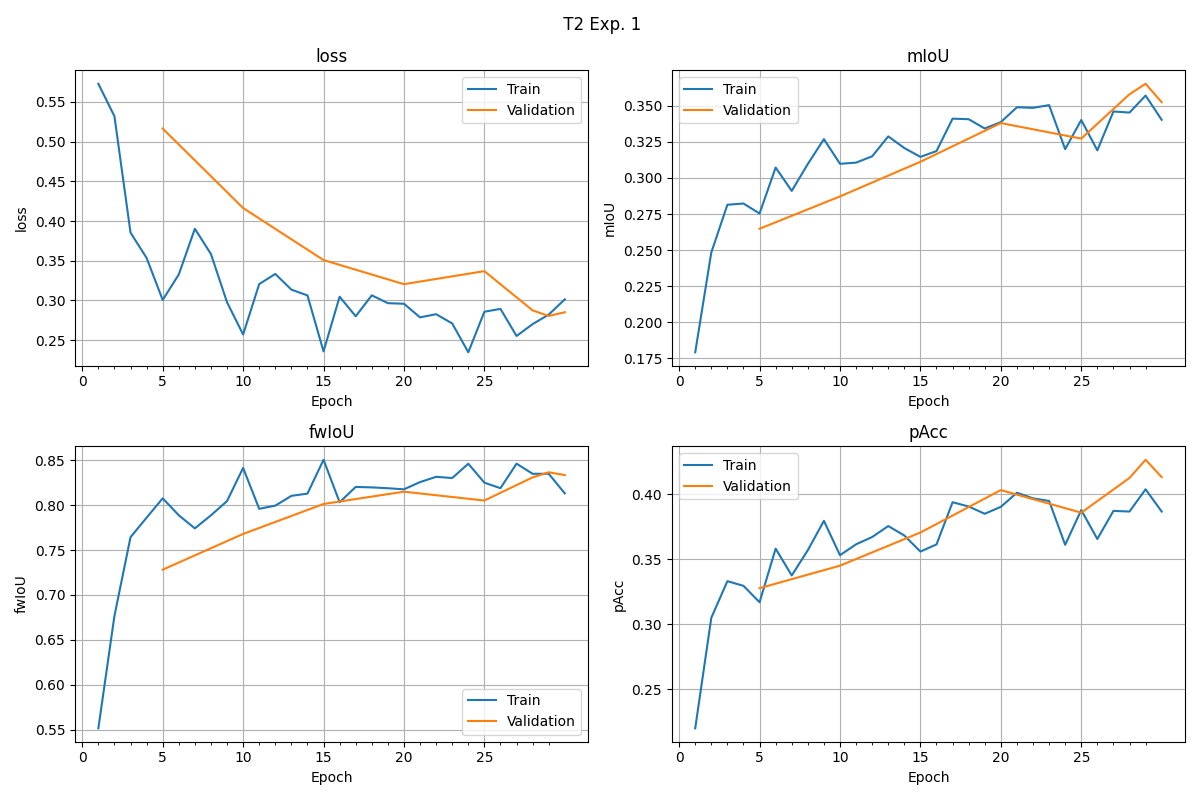 T2 Exp. 1
loss
loss
0.55
0.50
0.45
0.40
0.35
0.30
0.25
0 5 10 15 20 25
Epoch
Train
Validation
mIoU
mIoU
0.350
0.325
0.300
0.275
0.250
0.225
0.200
0.175
0 5 10 15 20 25
Epoch
Train
Validation
fwIoU
fwIoU
0.85
0.80
0.75
0.70
0.65
0.60
0.55
0 5 10 15 20 25
Epoch
Train
Validation
pAcc
pAcc
0.40
0.35
0.30
0.25
0 5 10 15 20 25
Epoch
Train
Validation